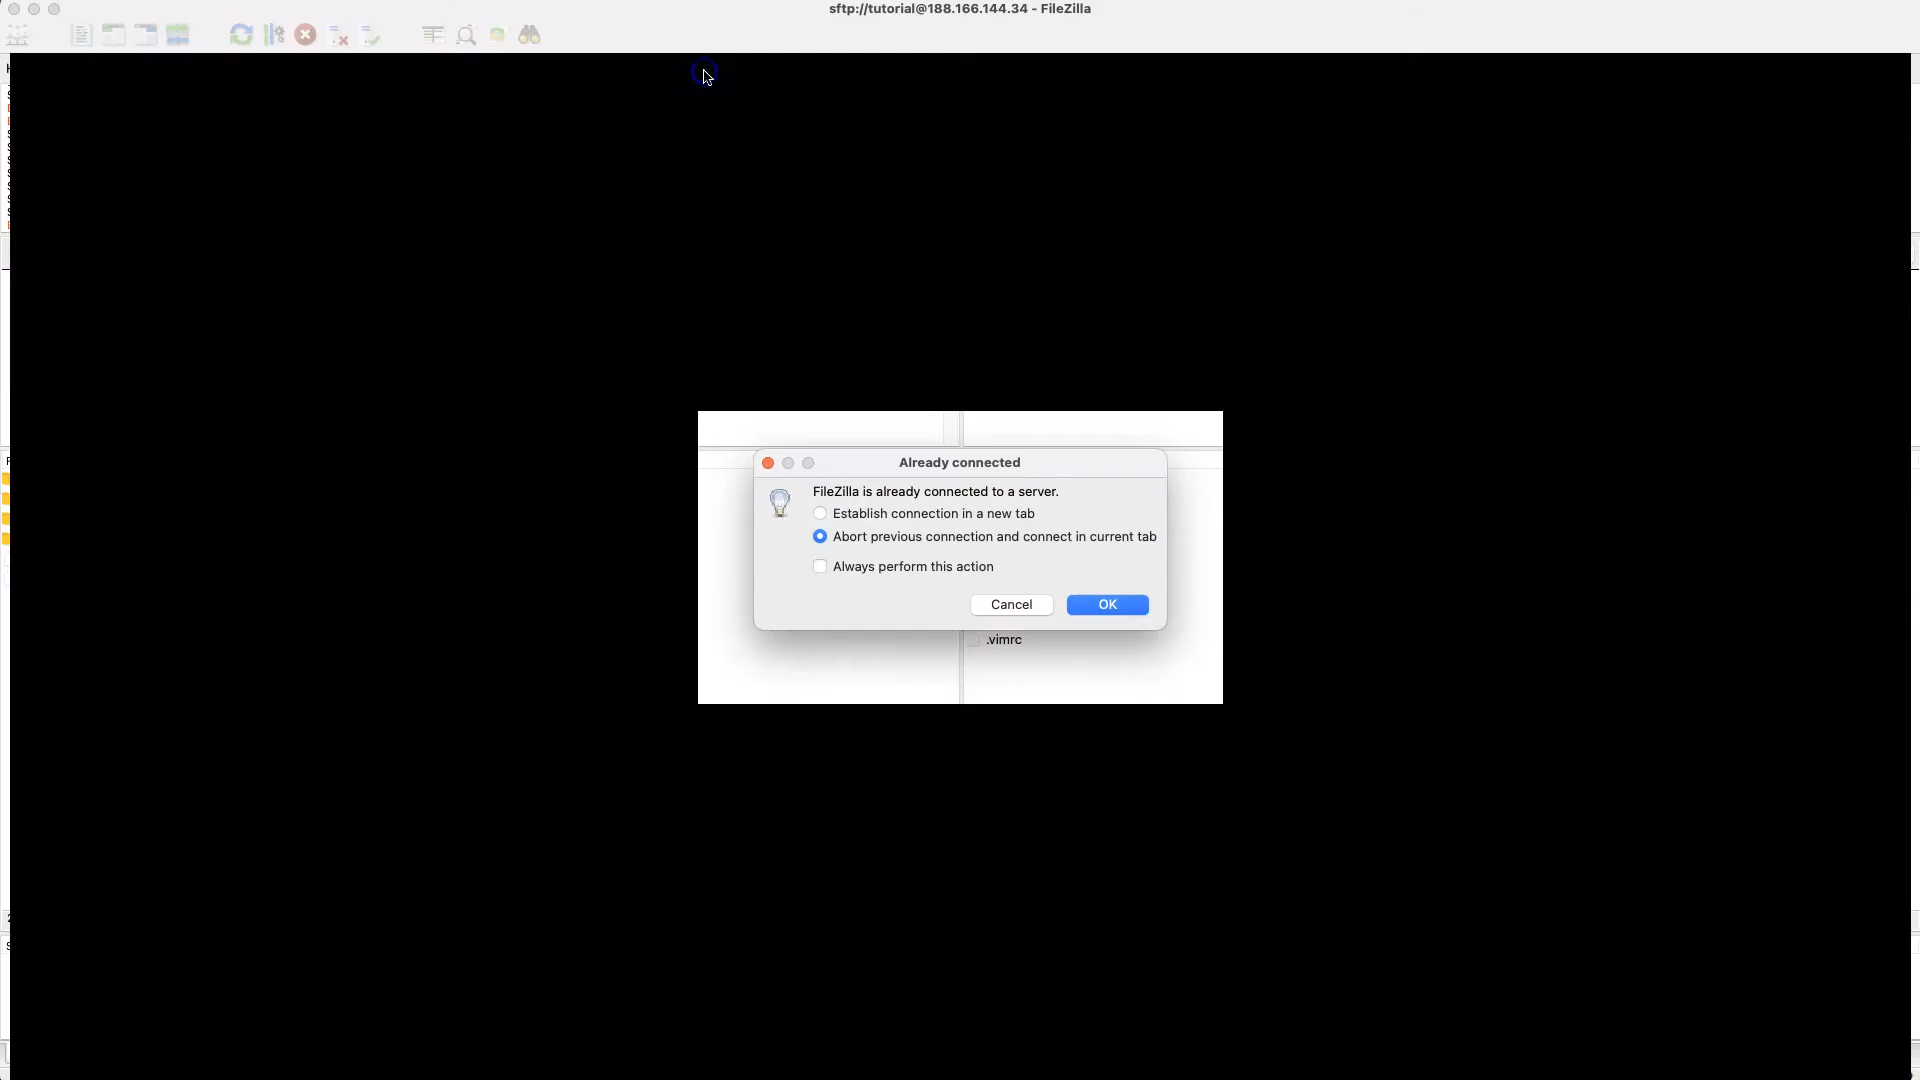 sftp://tutorial@188.166.144.34 - FileZilla
Already connected
FileZilla is already connected to a server.
Establish connection in a new tab
Abort previous connection and connect in current tab
Always perform this action
Cancel
OK
.vimrc